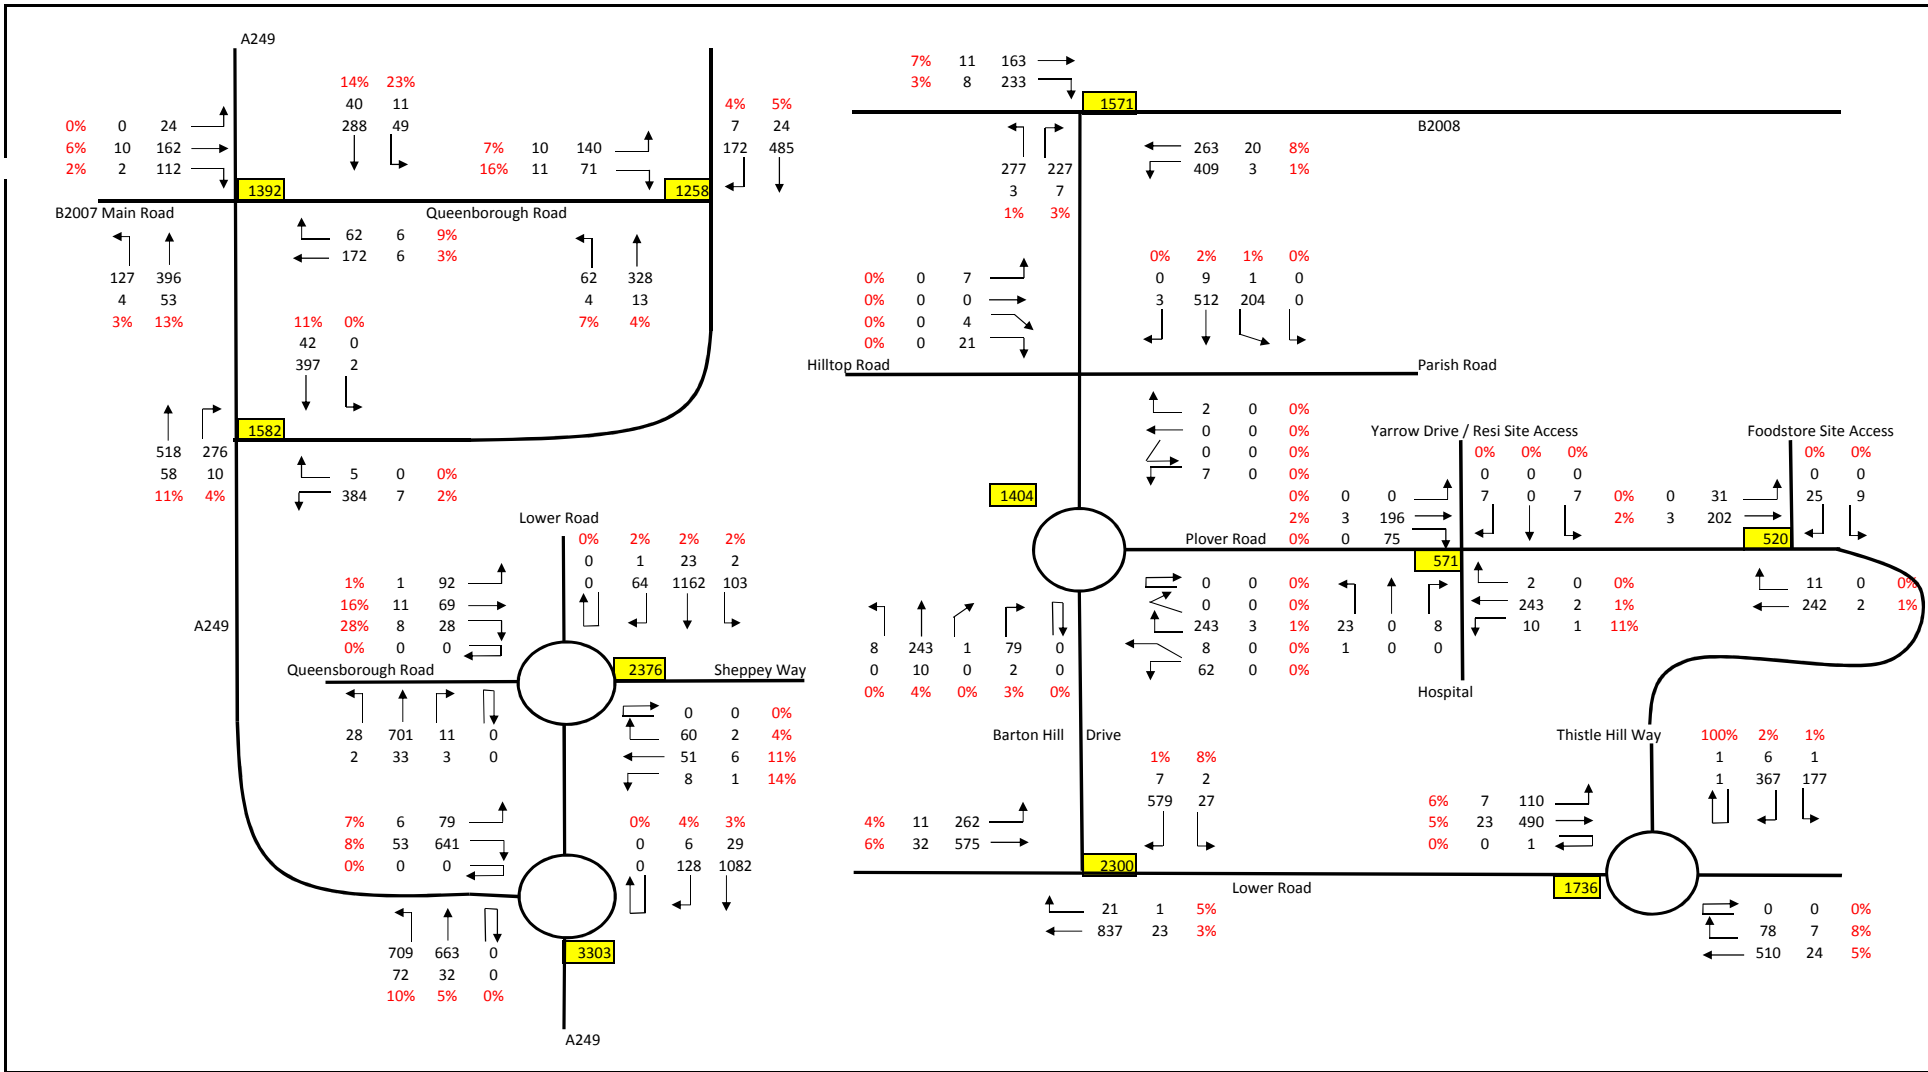 A249
14% 23%
40 11
288 49
0% 0 24
6% 10 162
2% 2 112
1392
B2007 Main Road
Queenborough Road
7% 10 140
16% 11 71
1258
4% 5%
7 24
172 485
62 6 9%
172 6 3%
127 396
4 53
3% 13%
62 328
4 13
7% 4%
11% 0%
42 0
397 2
1582
518 276
58 10
11% 4%
5 0 0%
384 7 2%
A249
Lower Road
0% 2% 2% 2%
0 1 23 2
0 64 1162 103
1% 1 92
16% 11 69
28% 8 28
0% 0 0
2376
Queensborough Road
Sheppey Way
28 701 11 0
2 33 3 0
0 0 0%
60 2 4%
51 6 11%
8 1 14%
7% 6 79
8% 53 641
0% 0 0
0% 4% 3%
0 6 29
0 128 1082
709 663 0
72 32 0
10% 5% 0%
3303
A249
7% 11 163
3% 8 233
1571
B2008
277 227
3 7
1% 3%
263 20 8%
409 3 1%
0% 0 7
0% 0 0
0% 0 4
0% 0 21
0% 2% 1% 0%
0 9 1 0
3 512 204 0
Hilltop Road
Parish Road
2 0 0%
0 0 0%
0 0 0%
7 0 0%
1404
Plover Road
0% 0 0
2% 3 196
0% 0 75
Yarrow Drive / Resi Site Access
0% 0% 0%
0 0 0
7 0 7
571
0% 0 31
2% 3 202
Foodstore Site Access
0% 0%
0 0
25 9
520
8 243 1 79 0
0 10 0 2 0
0% 4% 0% 3% 0%
0 0 0%
0 0 0%
243 3 1%
8 0 0%
62 0 0%
23 0 8
1 0 0
2 0 0%
243 2 1%
10 1 11%
11 0 0%
242 2 1%
Hospital
Barton Hill Drive
1% 8%
7 2
579 27
4% 11 262
6% 32 575
2300
Lower Road
21 1 5%
837 23 3%
Thistle Hill Way
100% 2% 1%
1 6 1
1 367 177
6% 7 110
5% 23 490
0% 0 1
1736
0 0 0%
78 7 8%
510 24 5%